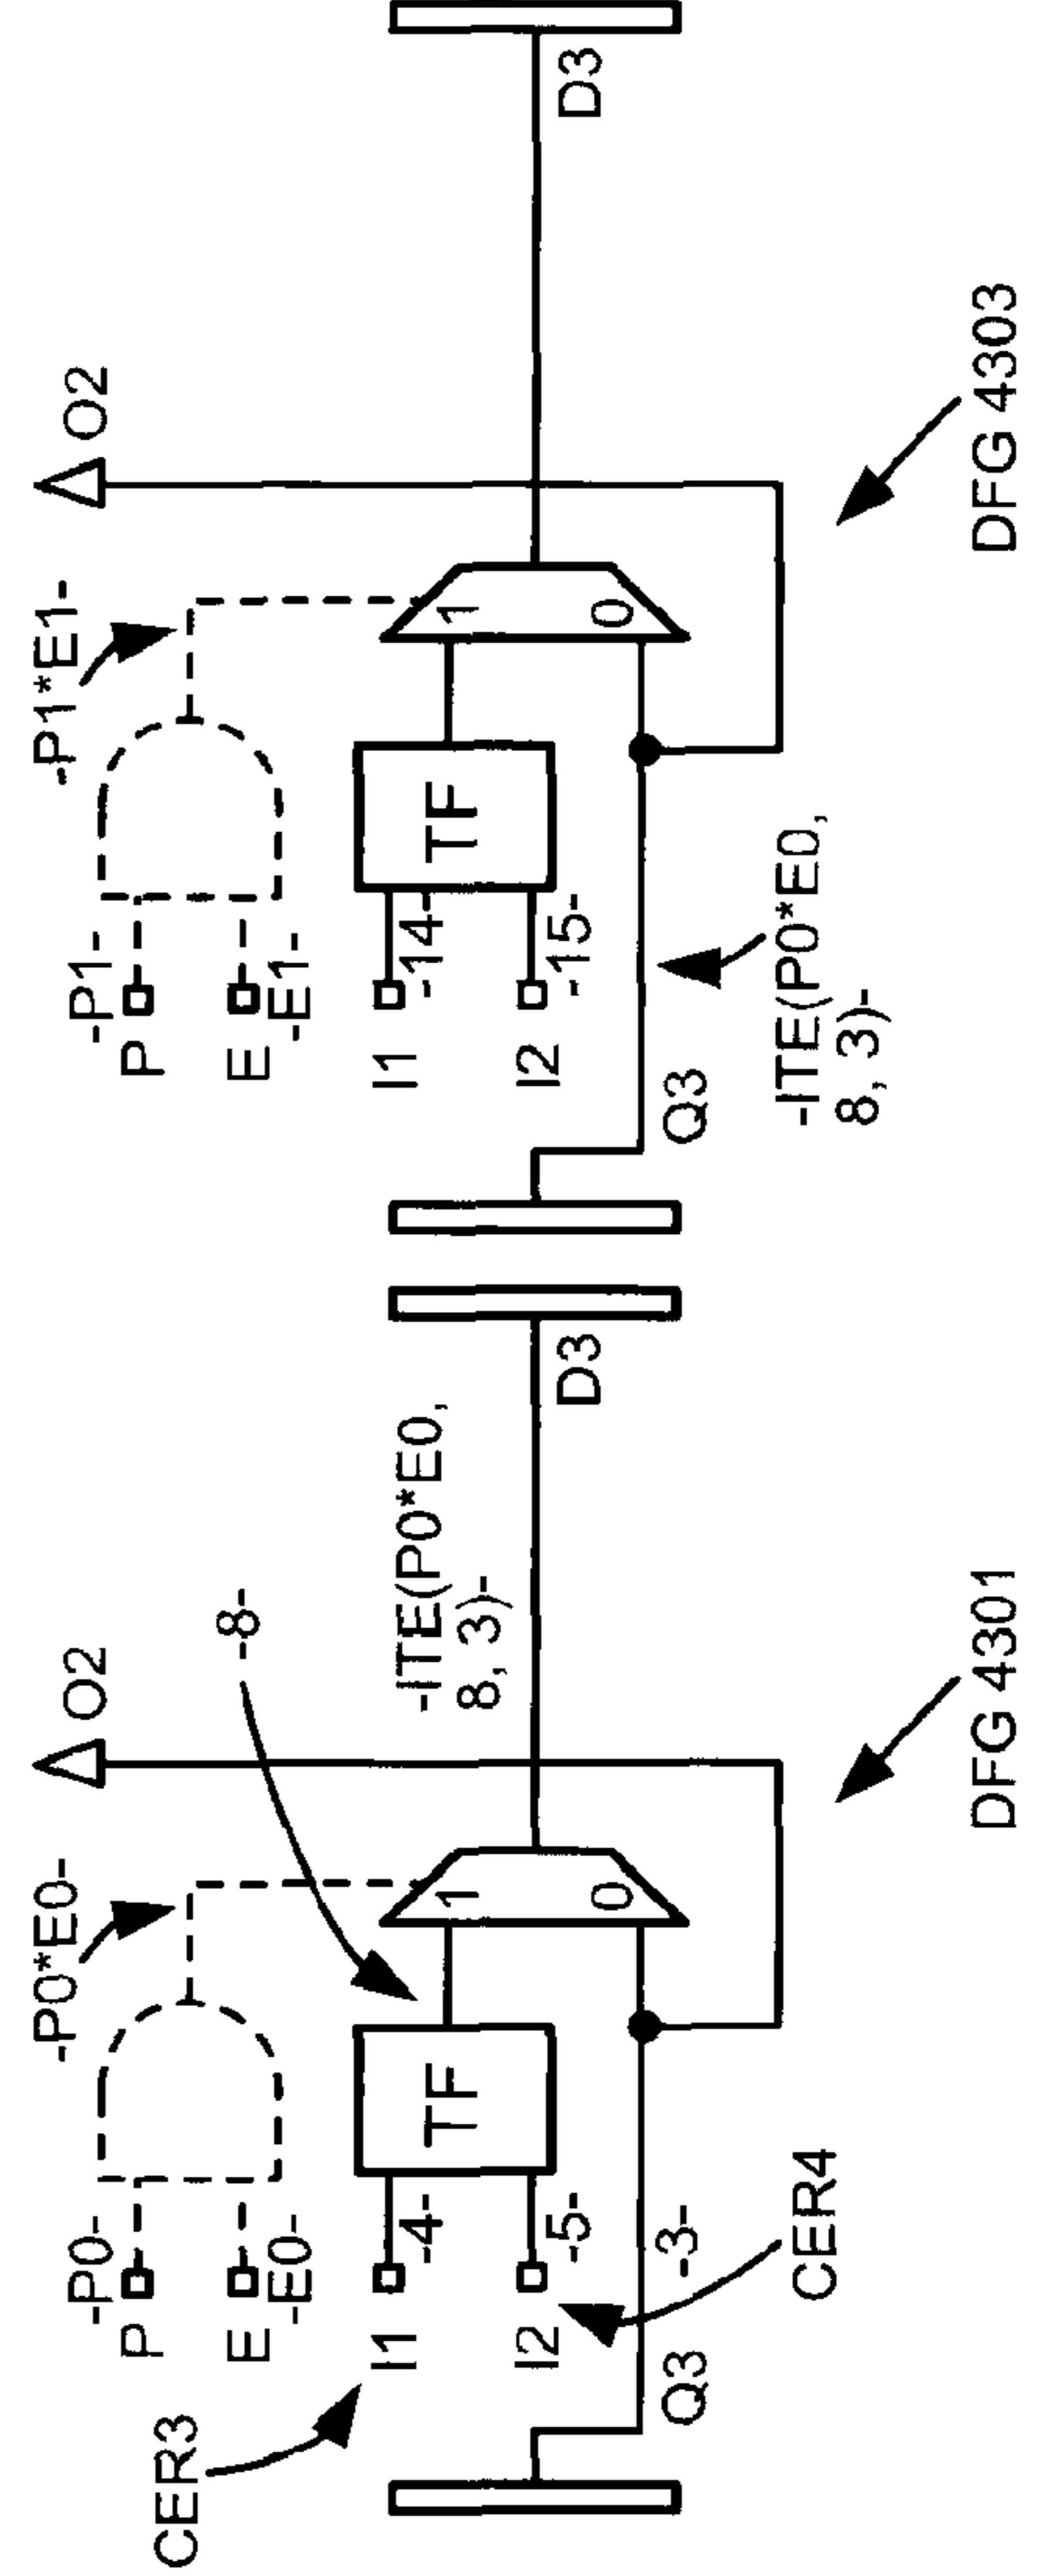 CER3
-P0-
P
E
-E0-
-P0*E0-
I1
-4-
I2
-5-
TF
1
0
-8-
O2
Q3
-3-
CER4
-ITE(P0*E0,
8, 3)-
D3
DFG 4301
-P1-
P
E
-E1-
-P1*E1-
I1
-14-
I2
-15-
TF
1
0
O2
Q3
-ITE(P0*E0,
8, 3)-
D3
DFG 4303